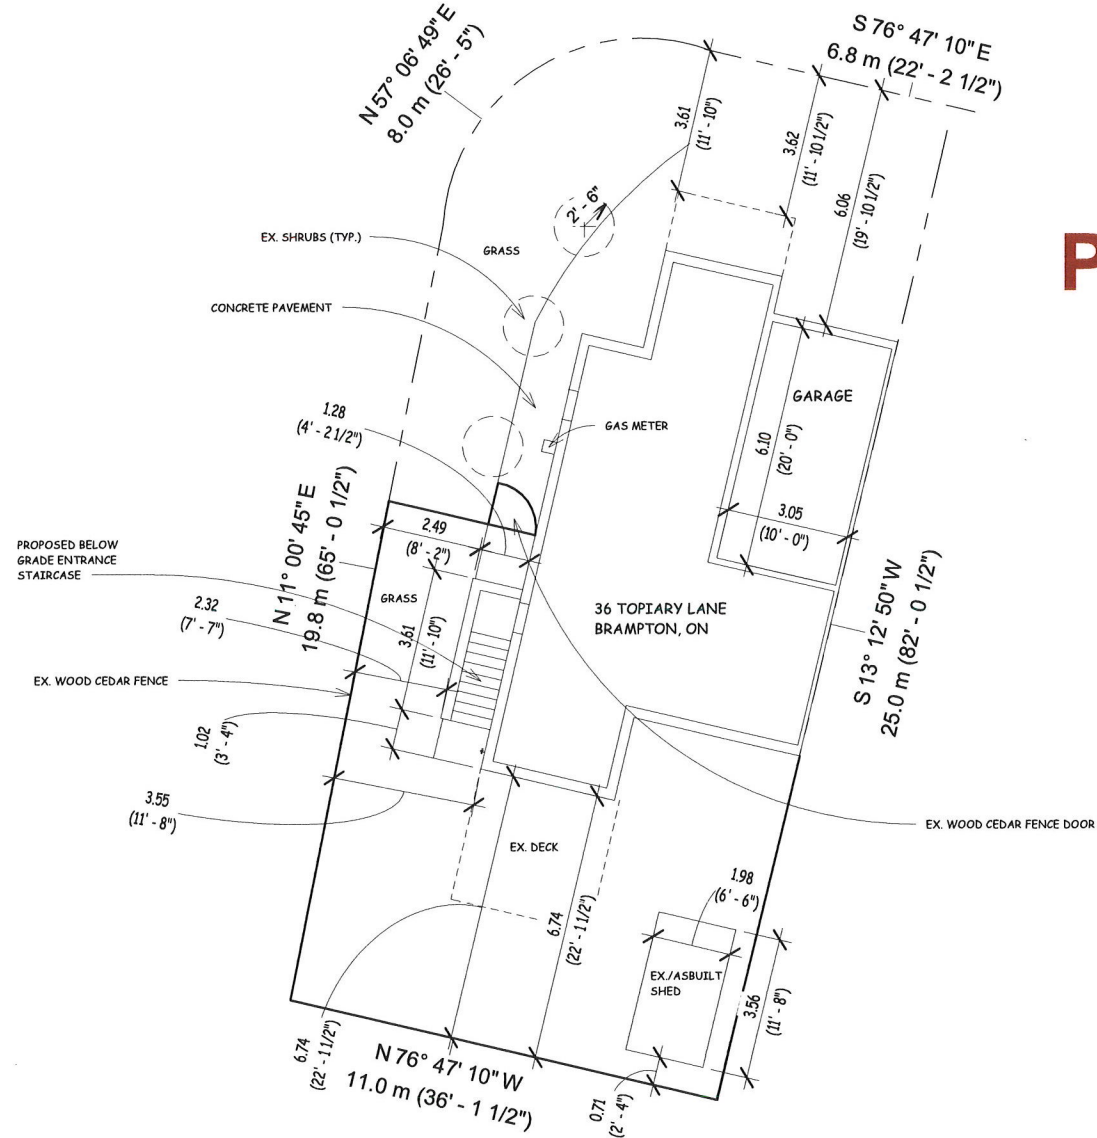 S 76° 47' 10" E
6.8 m (22' - 2 1/2")
N 57° 06' 49" E
8.0 m (26' - 5")
3.61
(11' - 10")
3.62
(11' - 10 1/2")
6.06
(19' - 10 1/2")
2' - 6"
P
EX. SHRUBS (TYP.)
GRASS
CONCRETE PAVEMENT
GARAGE
1.28
(4' - 2 1/2")
GAS METER
6.10
(20' - 0")
3.05
(10' - 0")
N 11° 00' 45" E
19.8 m (65' - 0 1/2")
2.49
(8' - 2")
PROPOSED BELOW
GRADE ENTRANCE
STAIRCASE
GRASS
3.61
(11' - 10")
2.32
(7' - 7")
36 TOPIARY LANE
BRAMPTON, ON
S 13° 12' 50" W
25.0 m (82' - 0 1/2")
EX. WOOD CEDAR FENCE
1.02
(3' - 4")
3.55
(11' - 8")
EX. WOOD CEDAR FENCE DOOR
EX. DECK
1.98
(6' - 6")
6.74
(22' - 1 1/2")
EX./ASBUILT
SHED
3.56
(11' - 8")
6.74
(22' - 1 1/2")
N 76° 47' 10" W
11.0 m (36' - 1 1/2")
0.71
(2' - 4")